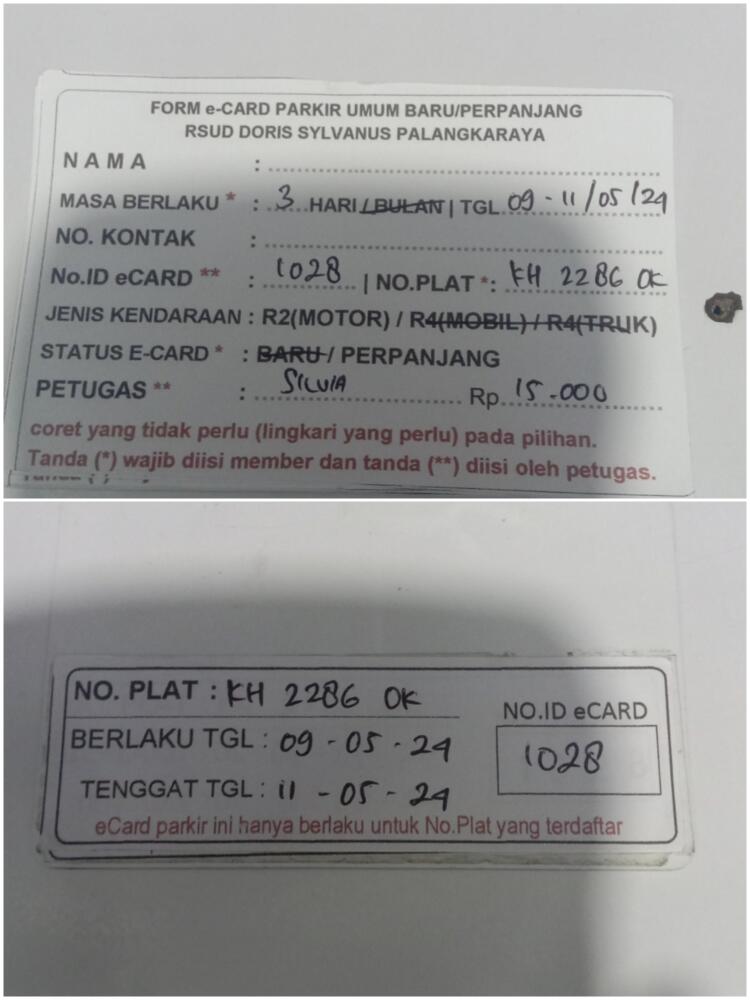 FORM e-CARD PARKIR UMUM BARU/PERPANJANG
RSUD DORIS SYLVANUS PALANGKARAYA
NAMA :
MASA BERLAKU * : 3 HARI / BULAN | TGL 09 - 11/05/24
NO. KONTAK :
No.ID eCARD ** : 1028 | NO.PLAT *: KH 2286 OK
JENIS KENDARAAN : R2(MOTOR) / R4(MOBIL) / R4(TRUK)
STATUS E-CARD * : BARU / PERPANJANG
PETUGAS ** : SILVIA Rp 15.000
coret yang tidak perlu (lingkari yang perlu) pada pilihan.
Tanda (*) wajib diisi member dan tanda (**) diisi oleh petugas.
NO. PLAT : KH 2286 OK
NO.ID eCARD
BERLAKU TGL : 09 - 05 - 24
1028
TENGGAT TGL : 11 - 05 - 24
eCard parkir ini hanya berlaku untuk No.Plat yang terdaftar